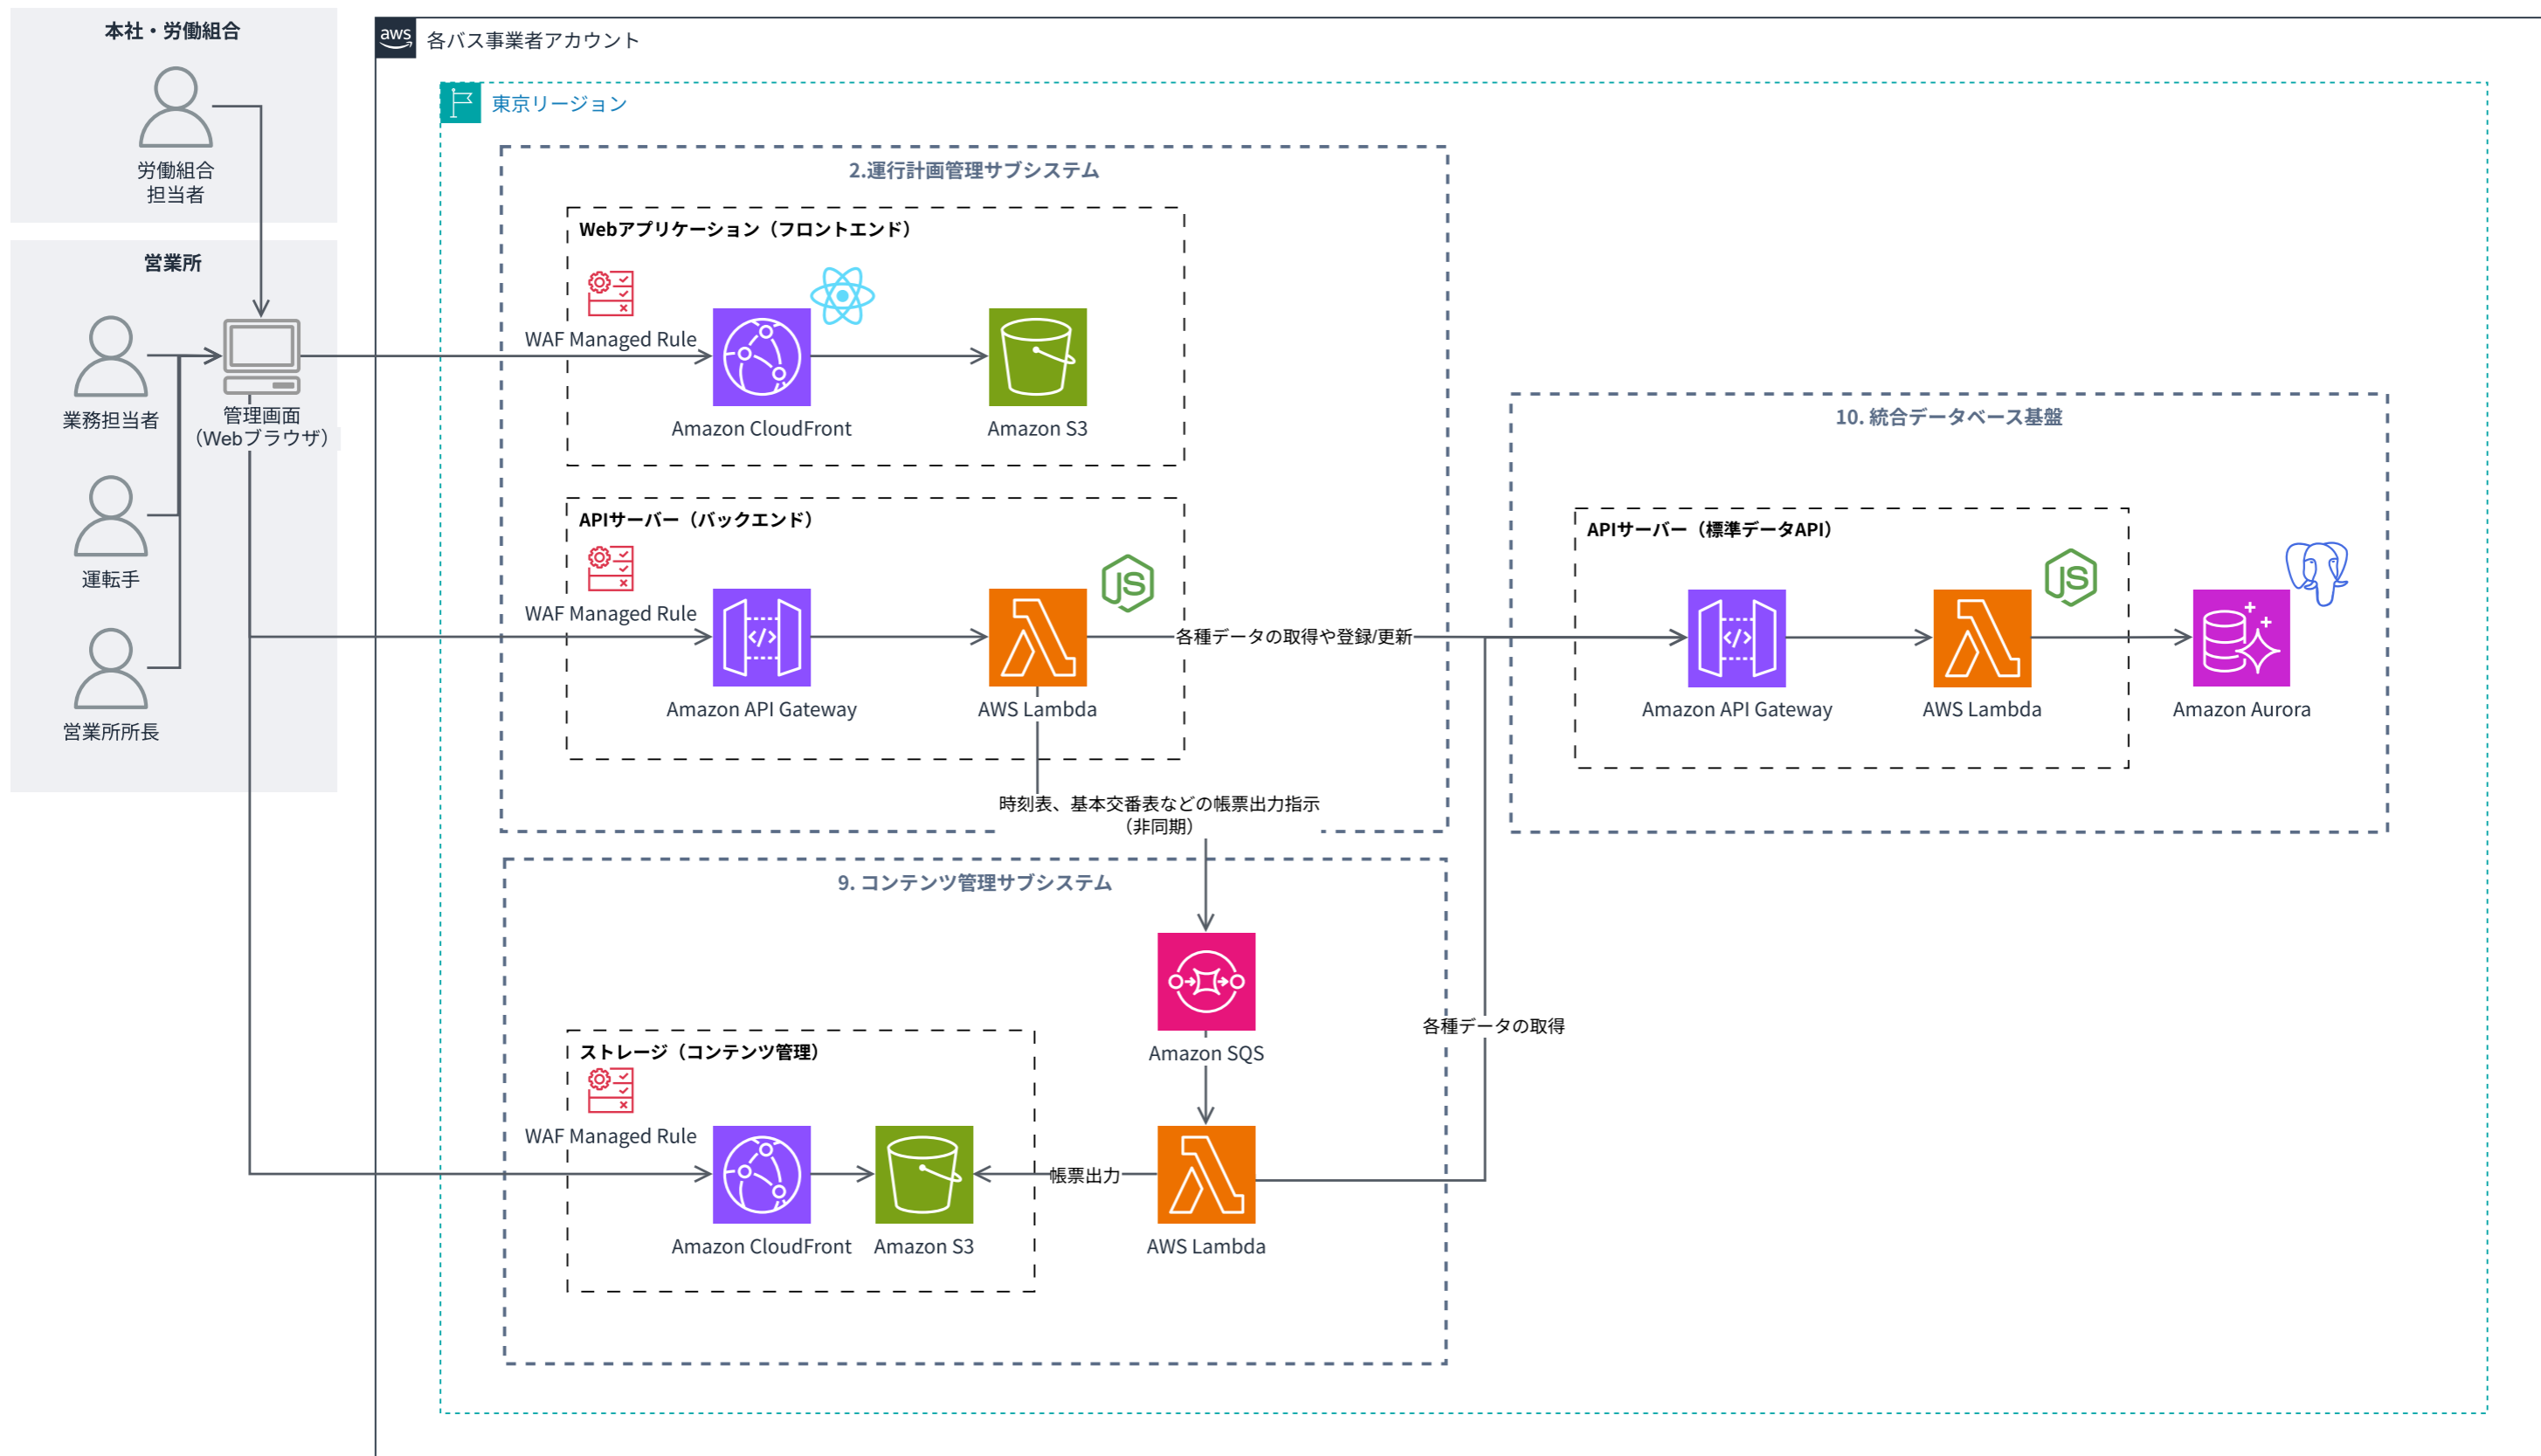 本社・労働組合
労働組合
担当者
営業所
業務担当者
管理画面
（Webブラウザ）
運転手
営業所所長
aws
各バス事業者アカウント
東京リージョン
2.運行計画管理サブシステム
Webアプリケーション（フロントエンド）
WAF Managed Rule
Amazon CloudFront
Amazon S3
APIサーバー（バックエンド）
WAF Managed Rule
Amazon API Gateway
JS
AWS Lambda
各種データの取得や登録/更新
時刻表、基本交番表などの帳票出力指示
（非同期）
10. 統合データベース基盤
APIサーバー（標準データAPI）
Amazon API Gateway
JS
AWS Lambda
Amazon Aurora
9. コンテンツ管理サブシステム
Amazon SQS
各種データの取得
ストレージ（コンテンツ管理）
WAF Managed Rule
Amazon CloudFront
Amazon S3
帳票出力
AWS Lambda